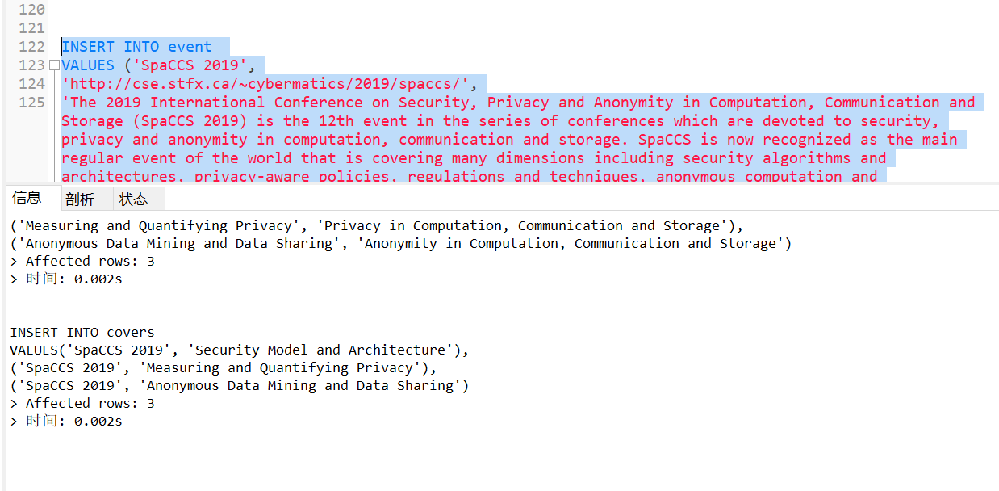 120
121
122 INSERT INTO event
123 VALUES ('SpaCCS 2019',
124 'http://cse.stfx.ca/~cybermatics/2019/spaccs/',
125 'The 2019 International Conference on Security, Privacy and Anonymity in Computation, Communication and
Storage (SpaCCS 2019) is the 12th event in the series of conferences which are devoted to security,
privacy and anonymity in computation, communication and storage. SpaCCS is now recognized as the main
regular event of the world that is covering many dimensions including security algorithms and
architectures, privacy-aware policies, regulations and techniques, anonymous computation and
信息 剖析 状态
('Measuring and Quantifying Privacy', 'Privacy in Computation, Communication and Storage'),
('Anonymous Data Mining and Data Sharing', 'Anonymity in Computation, Communication and Storage')
> Affected rows: 3
> 时间: 0.002s
INSERT INTO covers
VALUES('SpaCCS 2019', 'Security Model and Architecture'),
('SpaCCS 2019', 'Measuring and Quantifying Privacy'),
('SpaCCS 2019', 'Anonymous Data Mining and Data Sharing')
> Affected rows: 3
> 时间: 0.002s